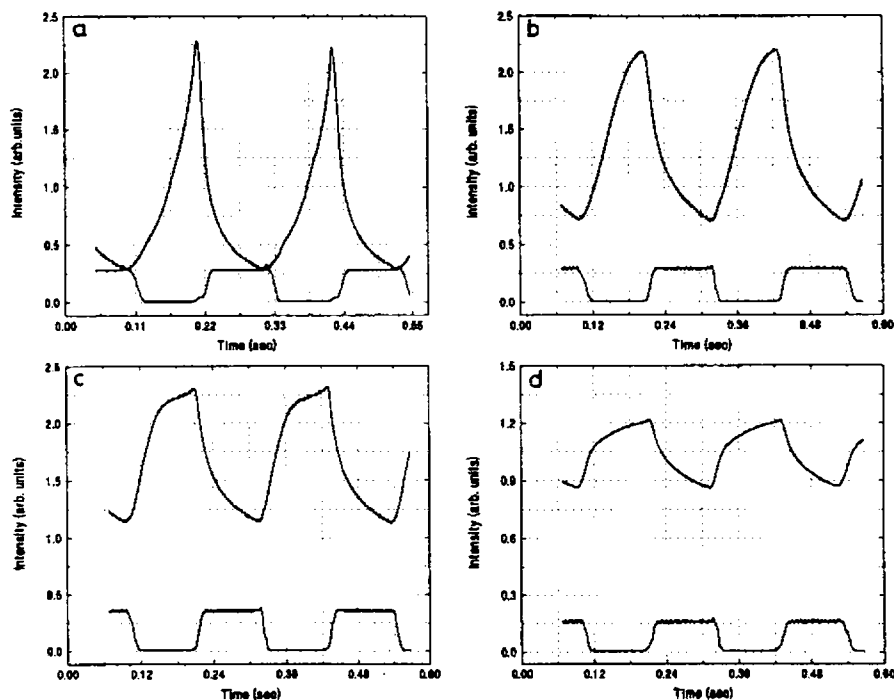 a
2.5
2.0
1.5
1.0
0.5
0.0
Intensity (arb.units)
0.00 0.11 0.22 0.33 0.44 0.55
Time (sec)
b
2.5
2.0
1.5
1.0
0.5
0.0
Intensity (arb. units)
0.00 0.12 0.24 0.36 0.48 0.60
Time (sec)
c
2.5
2.0
1.5
1.0
0.5
0.0
Intensity (arb. units)
0.00 0.12 0.24 0.36 0.48 0.60
Time (sec)
d
1.5
1.2
0.9
0.6
0.3
0.0
Intensity (arb. units)
0.00 0.12 0.24 0.36 0.48 0.60
Time (sec)